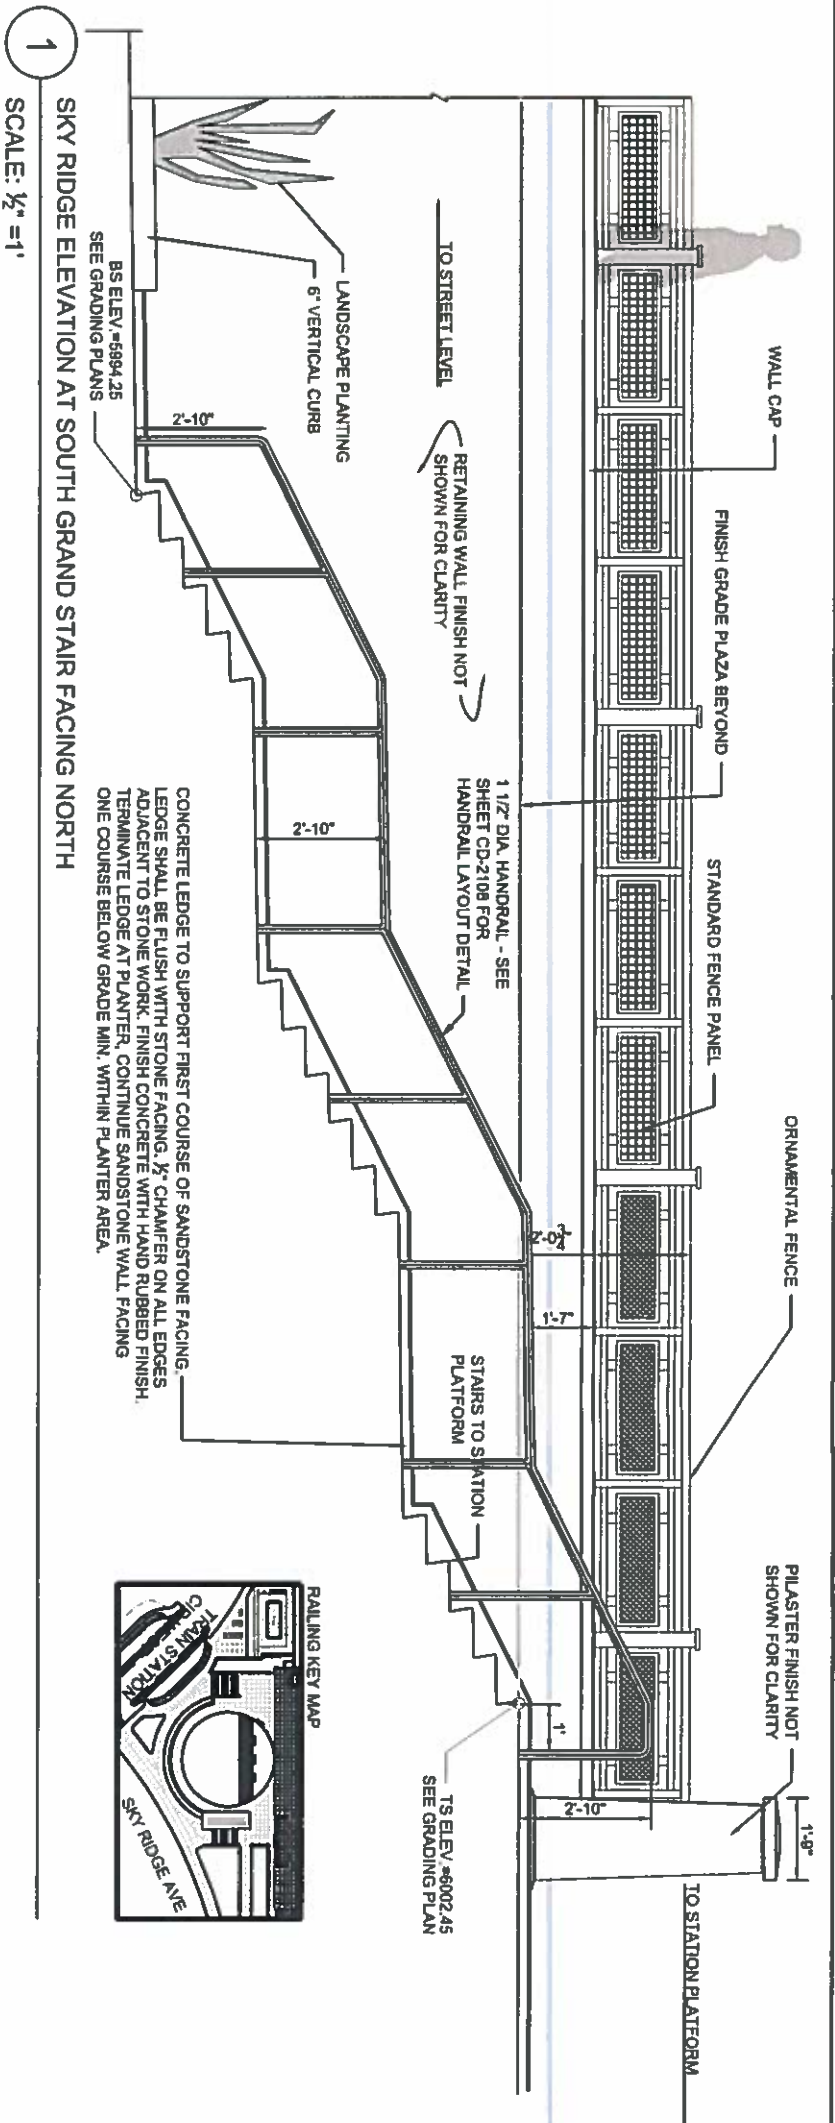 WALL CAP
FINISH GRADE PLAZA BEYOND
STANDARD FENCE PANEL
ORNAMENTAL FENCE
PILASTER FINISH NOT
SHOWN FOR CLARITY
1'-9"
TO STATION PLATFORM
TO STREET LEVEL
RETAINING WALL FINISH NOT
SHOWN FOR CLARITY
1 1/2" DIA. HANDRAIL - SEE
SHEET CD-2108 FOR
HANDRAIL LAYOUT DETAIL
2'-0¾"
1'-7"
STAIRS TO STATION
PLATFORM
1'
2'-10"
TS ELEV.=6002.45
SEE GRADING PLAN
LANDSCAPE PLANTING
6" VERTICAL CURB
2'-10"
2'-10"
BS ELEV.=5994.25
SEE GRADING PLANS
CONCRETE LEDGE TO SUPPORT FIRST COURSE OF SANDSTONE FACING.
LEDGE SHALL BE FLUSH WITH STONE FACING. ½" CHAMFER ON ALL EDGES
ADJACENT TO STONE WORK. FINISH CONCRETE WITH HAND RUBBED FINISH.
TERMINATE LEDGE AT PLANTER, CONTINUE SANDSTONE WALL FACING
ONE COURSE BELOW GRADE MIN. WITHIN PLANTER AREA.
RAILING KEY MAP
TRAIN STATION
CIRCLE
SKY RIDGE AVE
1
SKY RIDGE ELEVATION AT SOUTH GRAND STAIR FACING NORTH
SCALE: ½" =1'